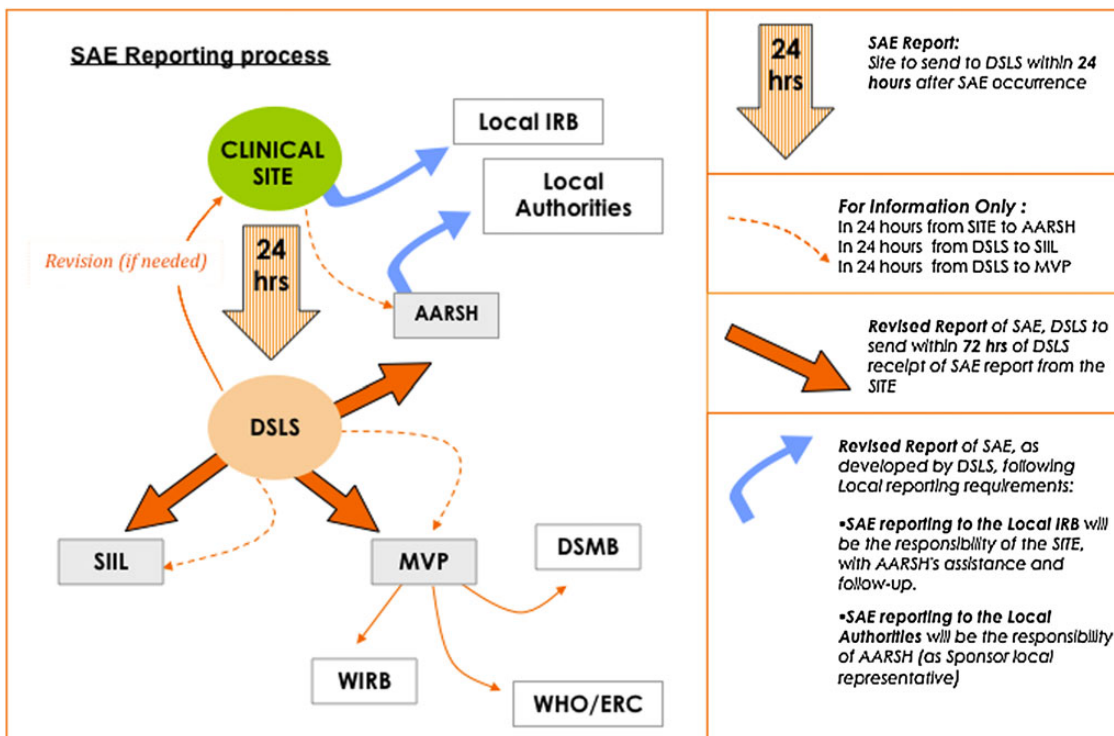 SAE Reporting process
CLINICAL
SITE
Local IRB
Local
Authorities
Revision (if needed)
24
hrs
AARSH
DSLS
SIIL
MVP
DSMB
WIRB
WHO/ERC
24
hrs
SAE Report:
Site to send to DSLS within 24
hours after SAE occurrence
For Information Only :
In 24 hours from SITE to AARSH
In 24 hours from DSLS to SIIL
In 24 hours from DSLS to MVP
Revised Report of SAE, DSLS to
send within 72 hrs of DSLS
receipt of SAE report from the
SITE
Revised Report of SAE, as
developed by DSLS, following
Local reporting requirements:
•SAE reporting to the Local IRB will
be the responsibility of the SITE,
with AARSH's assistance and
follow-up.
•SAE reporting to the Local
Authorities will be the responsibility
of AARSH (as Sponsor local
representative)